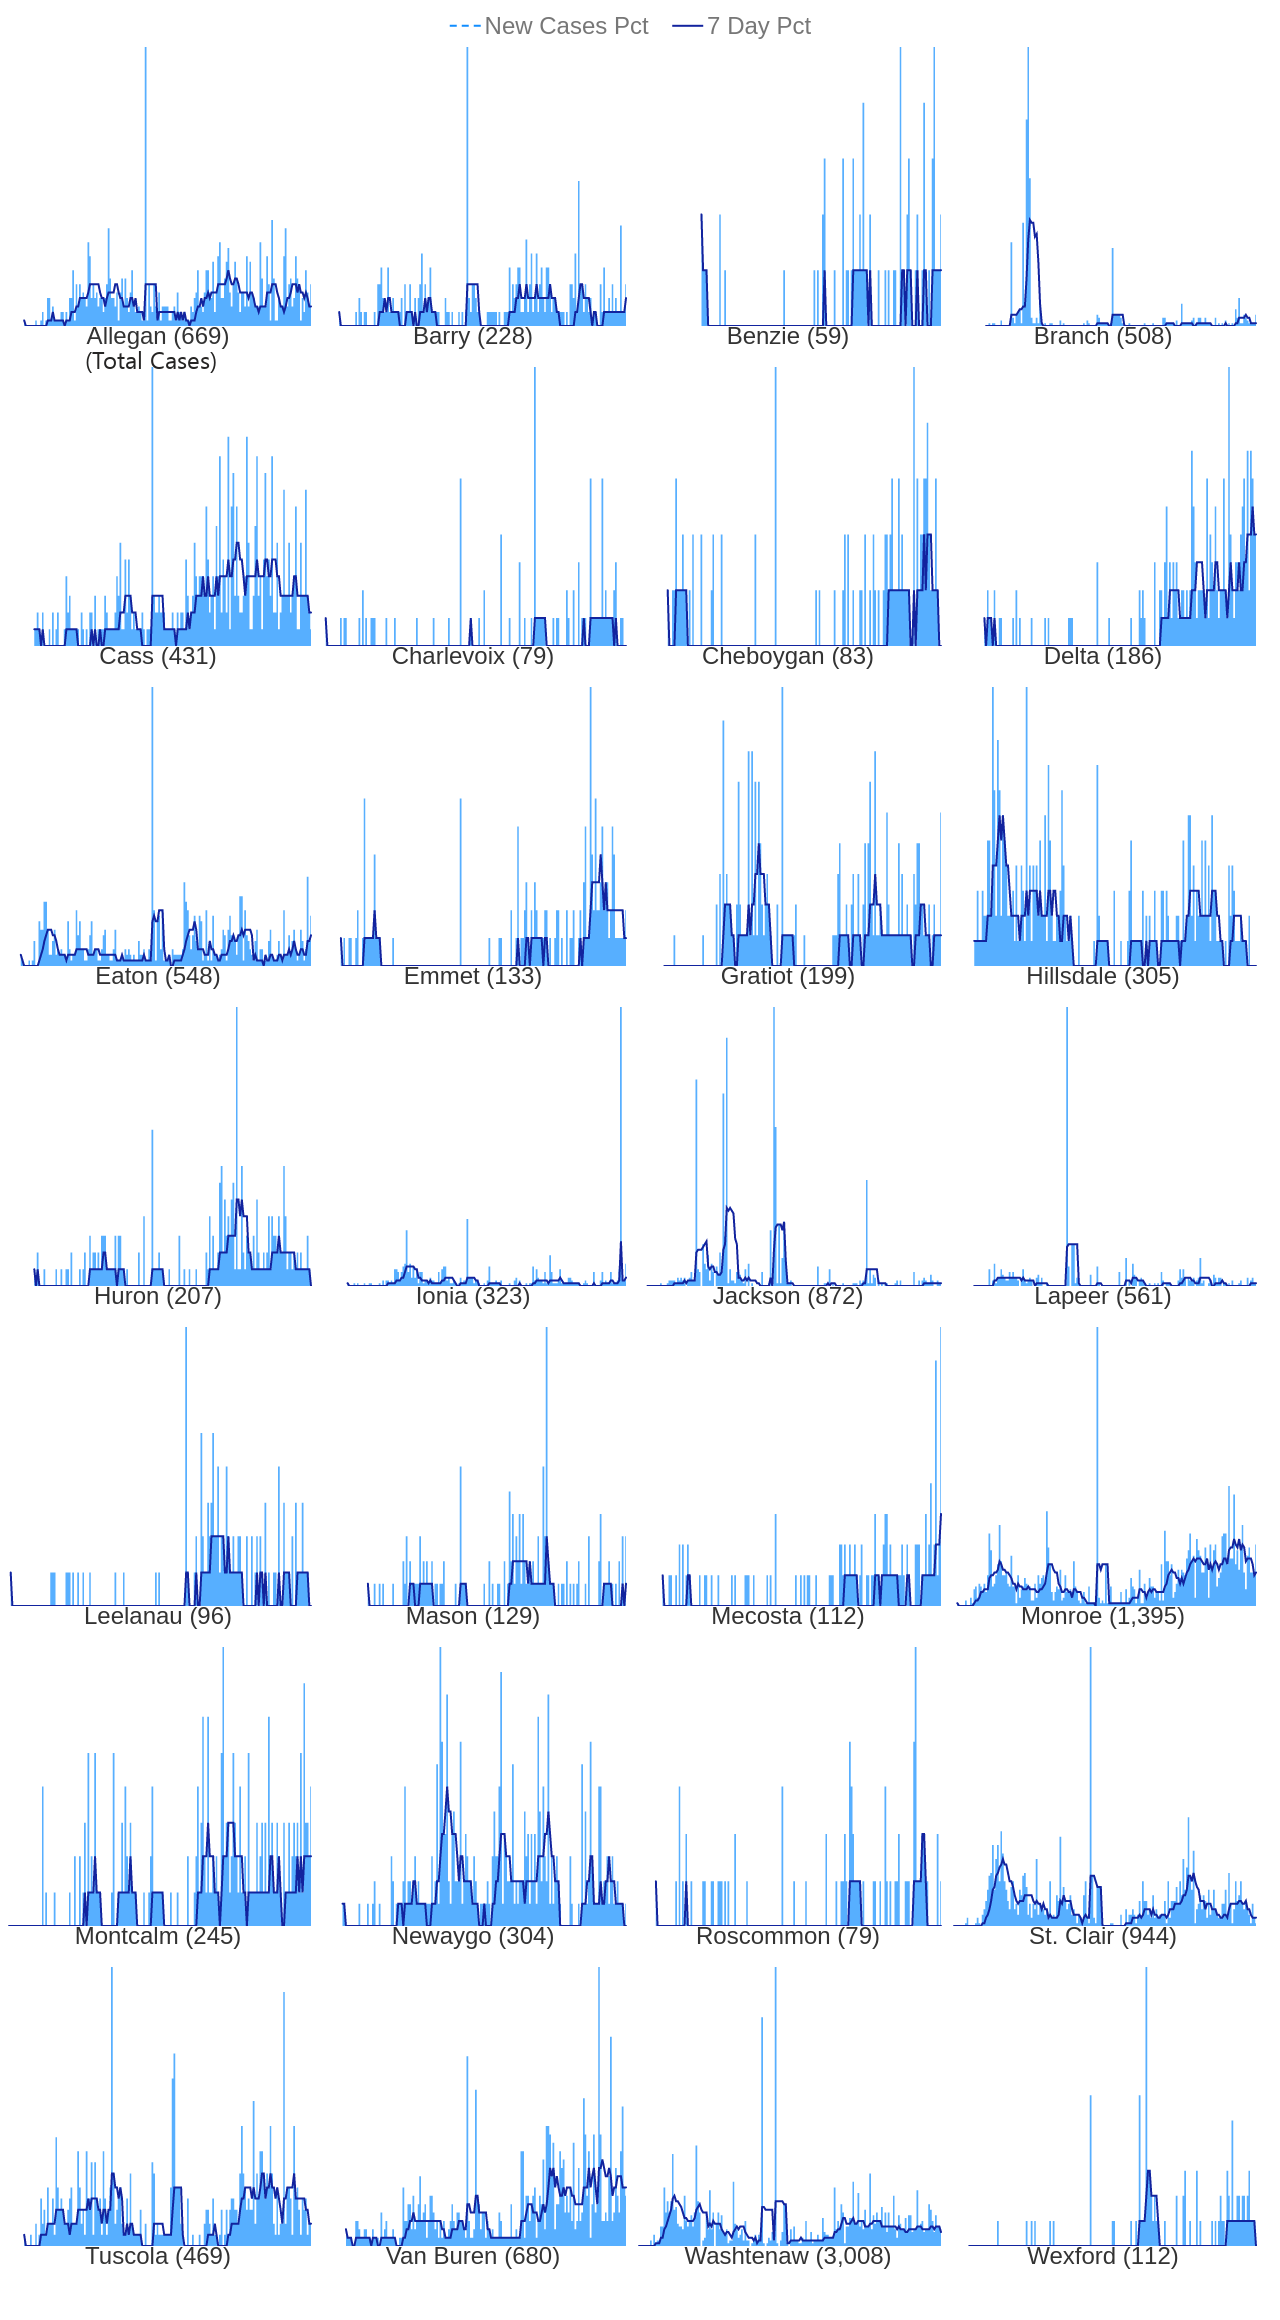 New Cases Pct 7 Day Pct
Allegan (669) Barry (228) Benzie (59) Branch (508)
(Total Cases)
Cass (431) Charlevoix (79) Cheboygan (83) Delta (186)
Eaton (548) Emmet (133) Gratiot (199) Hillsdale (305)
Huron (207) Ionia (323) Jackson (872) Lapeer (561)
Leelanau (96) Mason (129) Mecosta (112) Monroe (1,395)
Montcalm (245) Newaygo (304) Roscommon (79) St. Clair (944)
Tuscola (469) Van Buren (680) Washtenaw (3,008) Wexford (112)